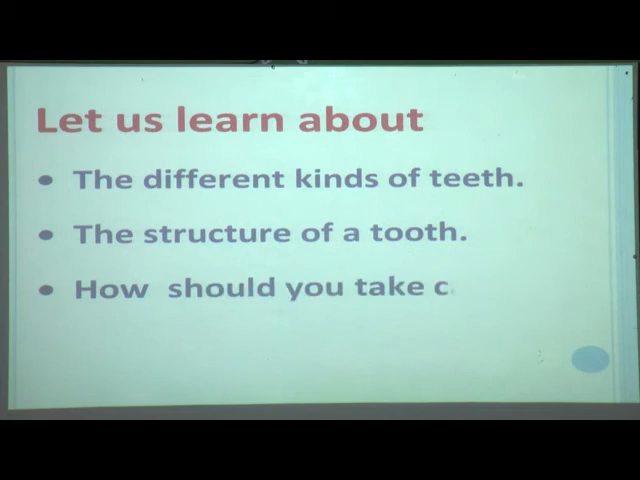 Let us learn about
• The different kinds of teeth.
• The structure of a tooth.
• How should you take c